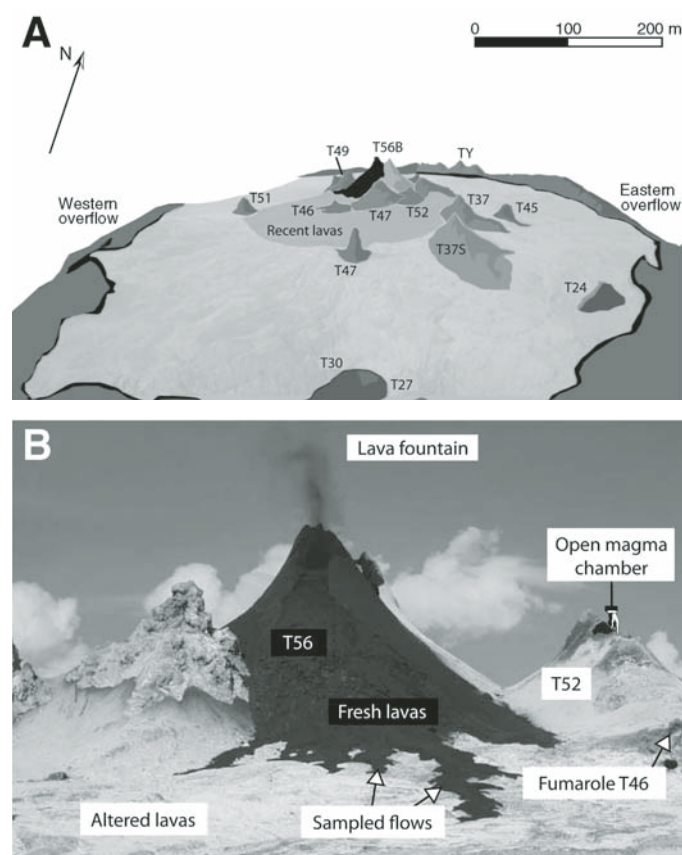 A
0 100 200 m
N
T56B
T49
TY
T51
Western
overflow
Eastern
overflow
T46
T47
T52
T37
T45
Recent lavas
T47
T37S
T24
T30
T27
B
Lava fountain
Open magma
chamber
T56
T52
Fresh lavas
Fumarole T46
Altered lavas
Sampled flows